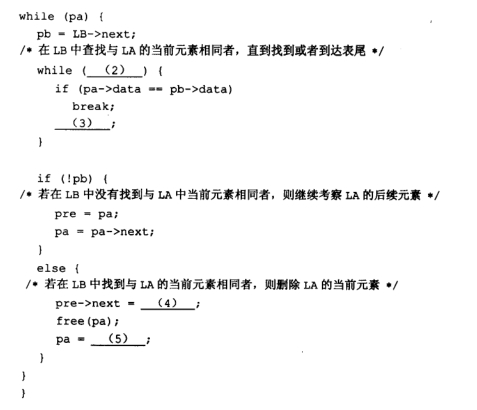 while (pa) {
pb = LB->next;
/* 在 LB 中查找与 LA 的当前元素相同者，直到找到或者到达表尾 */
while ( （2） ) {
if (pa->data == pb->data)
break;
（3） ;
}
if (!pb) {
/* 若在 LB 中没有找到与 LA 中当前元素相同者，则继续考察 LA 的后续元素 */
pre = pa;
pa = pa->next;
}
else {
/* 若在 LB 中找到与 LA 的当前元素相同者，则删除 LA 的当前元素 */
pre->next = （4） ;
free(pa);
pa = （5） ;
}
}
}